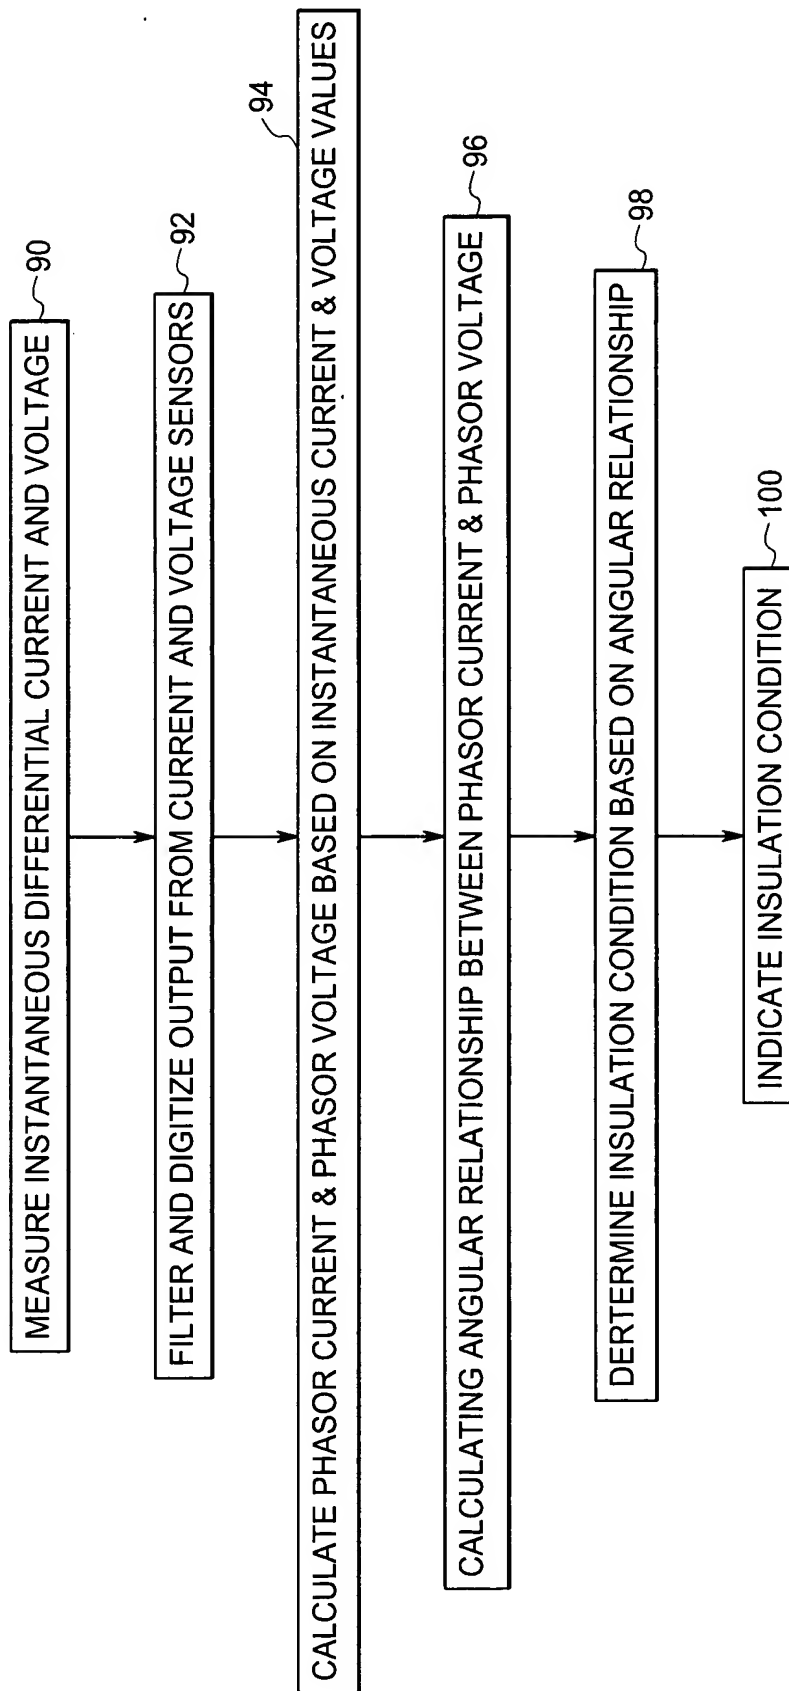 MEASURE INSTANTANEOUS DIFFERENTIAL CURRENT AND VOLTAGE
90
FILTER AND DIGITIZE OUTPUT FROM CURRENT AND VOLTAGE SENSORS
92
CALCULATE PHASOR CURRENT & PHASOR VOLTAGE BASED ON INSTANTANEOUS CURRENT & VOLTAGE VALUES
94
CALCULATING ANGULAR RELATIONSHIP BETWEEN PHASOR CURRENT & PHASOR VOLTAGE
96
DERTERMINE INSULATION CONDITION BASED ON ANGULAR RELATIONSHIP
98
INDICATE INSULATION CONDITION
100